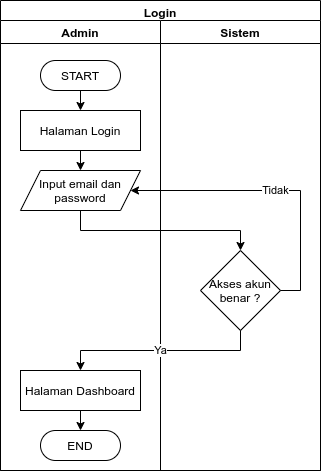 Login
Admin
Sistem
START
Halaman Login
Input email dan
password
Tidak
Akses akun
benar ?
Ya
Halaman Dashboard
END